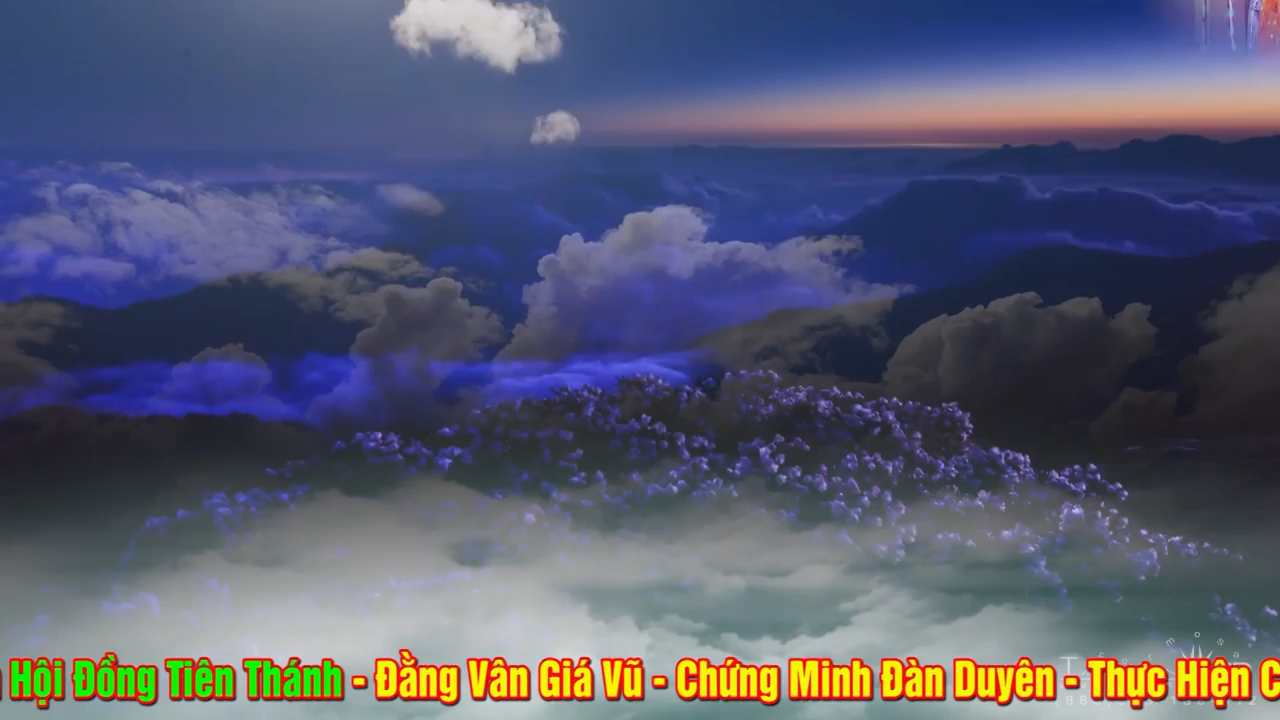 Hội Đồng Tiên Thánh - Đằng Vân Giá Vũ - Chứng Minh Đàn Duyên - Thực Hiện C